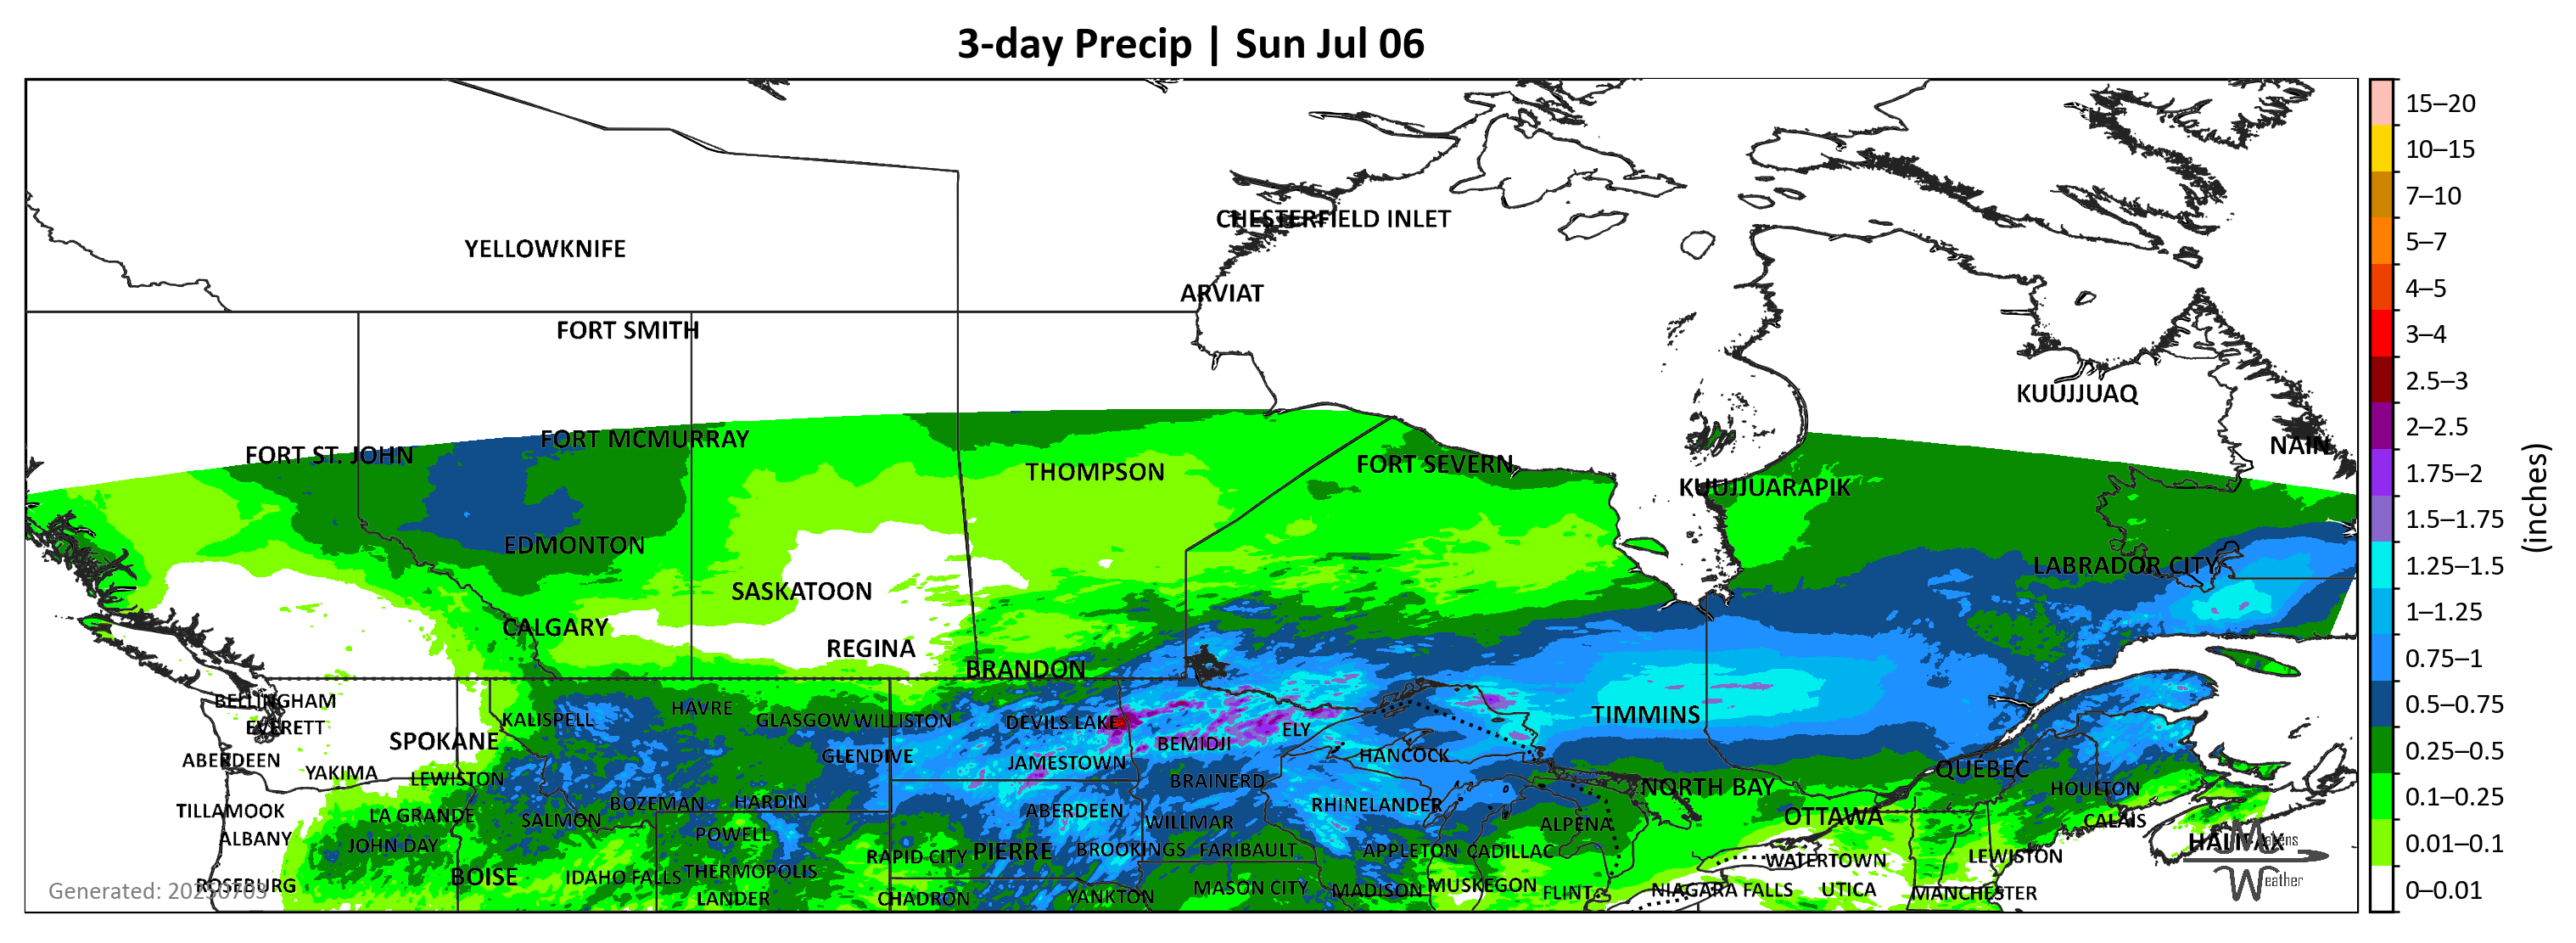 3-day Precip | Sun Jul 06
CHESTERFIELD INLET
YELLOWKNIFE
ARVIAT
FORT SMITH
KUUJJUAQ
FORT MCMURRAY
NAIN
FORT ST. JOHN
THOMPSON
FORT SEVERN
KUUJJUARAPIK
EDMONTON
LABRADOR CITY
SASKATOON
CALGARY
REGINA
BRANDON
BELLINGHAM
HAVRE
KALISPELL
GLASGOW
WILLISTON
DEVILS LAKE
TIMMINS
EVERETT
ELY
SPOKANE
BEMIDJI
GLENDIVE
HANCOCK
ABERDEEN
JAMESTOWN
QUÉBEC
YAKIMA
LEWISTON
BRAINERD
NORTH BAY
HOULTON
BOZEMAN
HARDIN
RHINELANDER
TILLAMOOK
LA GRANDE
SALMON
ABERDEEN
WILLMAR
ALPENA
OTTAWA
CALAIS
ALBANY
JOHN DAY
POWELL
HALIFAX
RAPID CITY
PIERRE
BROOKINGS
FARIBAULT
APPLETON
CADILLAC
WATERTOWN
LEWISTON
BOISE
IDAHO FALLS
THERMOPOLIS
ROSEBURG
MASON CITY
MADISON
MUSKEGON
FLINT
NIAGARA FALLS
UTICA
MANCHESTER
LANDER
CHADRON
YANKTON
Weather
Generated: 20250703
15–20
10–15
7–10
5–7
4–5
3–4
2.5–3
2–2.5
1.75–2
1.5–1.75
1.25–1.5
1–1.25
0.75–1
0.5–0.75
0.25–0.5
0.1–0.25
0.01–0.1
0–0.01
(inches)